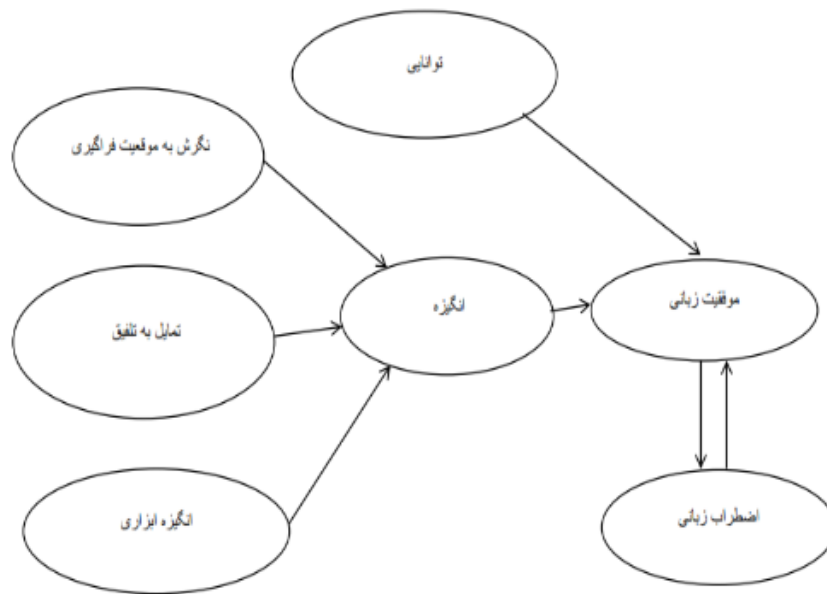 توانایی
نگرش به موقعیت فراگیری
تمایل به تلفیق
انگیزه
موفقیت زبانی
انگیزه ابزاری
اضطراب زبانی